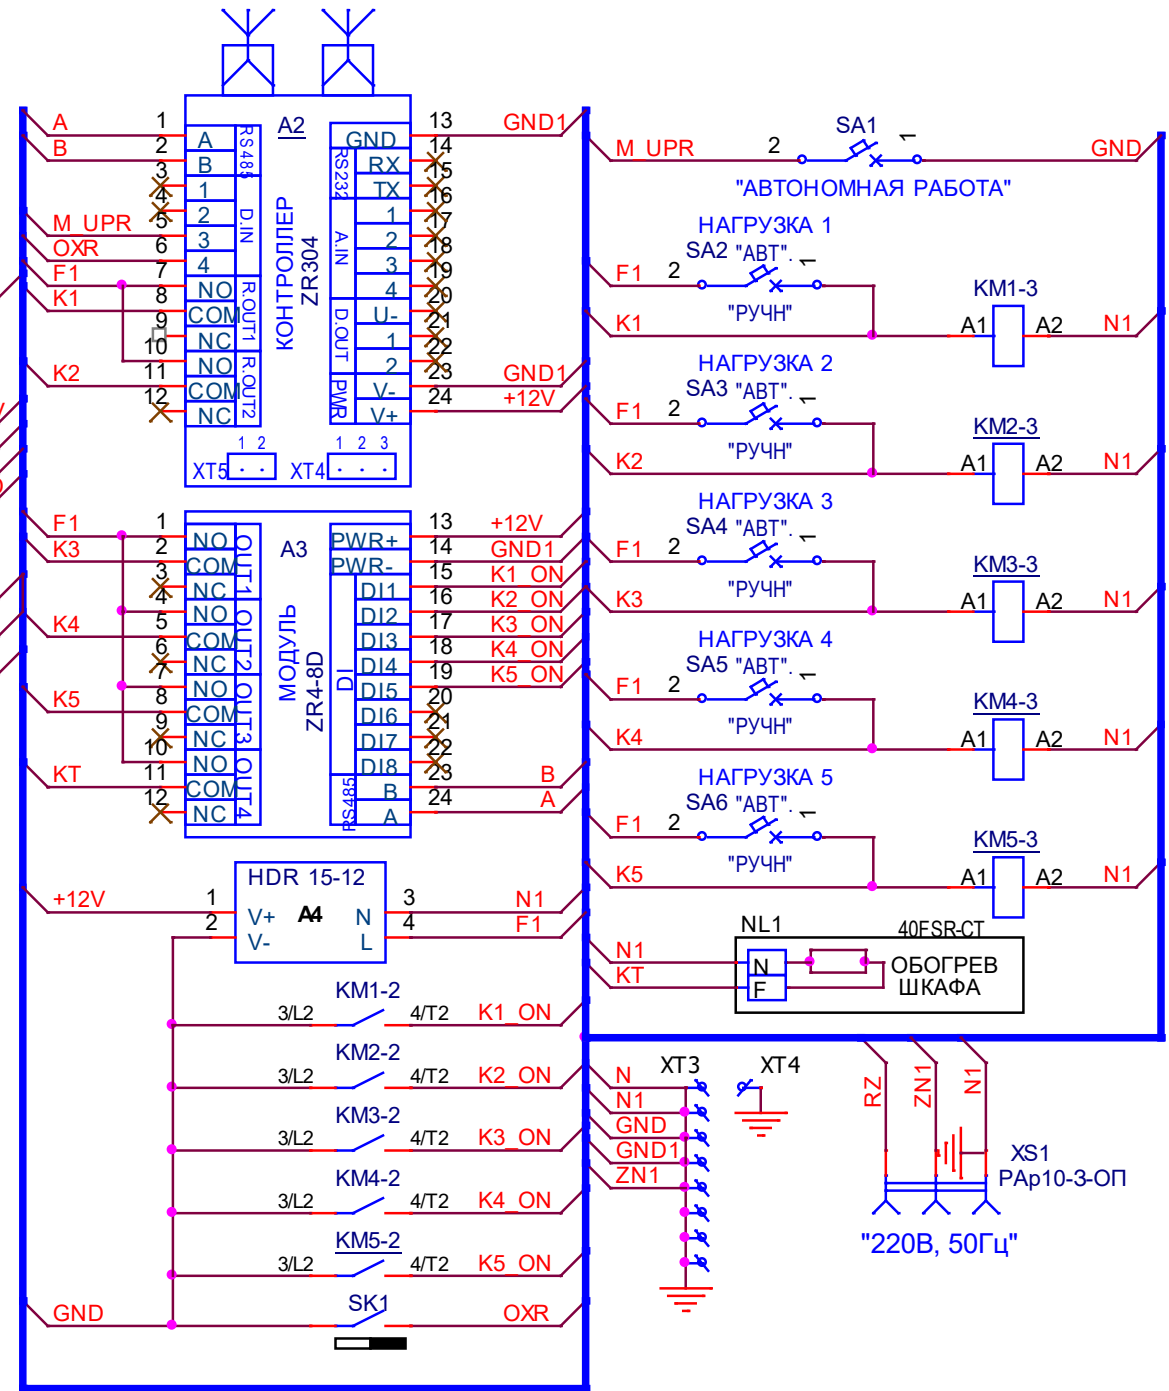 A 1 A2 13 GND1
B 2 A RS485 GND 14
3 B RS232 RX 15
4 1 TX 16
M_UPR 5 2 D.IN 1 17
OXR 6 3 A.IN 2 18
F1 7 4 3 19
K1 8 NO R.OUT1 4 20
9 COM U- 21
10 NC D.OUT 1 22
K2 11 NO R.OUT2 2 23 GND1
12 COM PWR V- 24 +12V
NC V+
КОНТРОЛЛЕР
ZR304
1 2 1 2 3
XT5 XT4
F1 1 A3 13 +12V
K3 2 NO OUT1 PWR+ 14 GND1
3 COM PWR- 15 K1_ON
4 NC DI DI1 16 K2_ON
K4 5 NO OUT2 DI2 17 K3_ON
6 COM DI3 18 K4_ON
7 NC DI4 19 K5_ON
K5 8 NO OUT3 DI5 20
9 COM DI6 21
10 NC DI7 22
KT 11 NO OUT4 DI8 23 B
12 COM RS485 B 24 A
NC A
МОДУЛЬ
ZR4-8D
HDR 15-12
+12V 1 V+ A4 N 3 N1
2 V- L 4 F1
KM1-2
3/L2 4/T2 K1_ON
KM2-2
3/L2 4/T2 K2_ON
KM3-2
3/L2 4/T2 K3_ON
KM4-2
3/L2 4/T2 K4_ON
KM5-2
3/L2 4/T2 K5_ON
GND SK1 OXR
SA1
M_UPR 2 1 GND
"АВТОНОМНАЯ РАБОТА"
НАГРУЗКА 1
SA2 "АВТ".
F1 2 1 KM1-3
"РУЧН"
K1 A1 A2 N1
НАГРУЗКА 2
SA3 "АВТ".
F1 2 1 KM2-3
"РУЧН"
K2 A1 A2 N1
НАГРУЗКА 3
SA4 "АВТ".
F1 2 1 KM3-3
"РУЧН"
K3 A1 A2 N1
НАГРУЗКА 4
SA5 "АВТ".
F1 2 1 KM4-3
"РУЧН"
K4 A1 A2 N1
НАГРУЗКА 5
SA6 "АВТ".
F1 2 1 KM5-3
"РУЧН"
K5 A1 A2 N1
NL1 40FSR-CT
N1 N ОБОГРЕВ
KT F ШКАФА
XT3 XT4
N
N1
GND
GND1
ZN1
RZ ZN1 N1
XS1
РАр10-3-ОП
"220В, 50Гц"